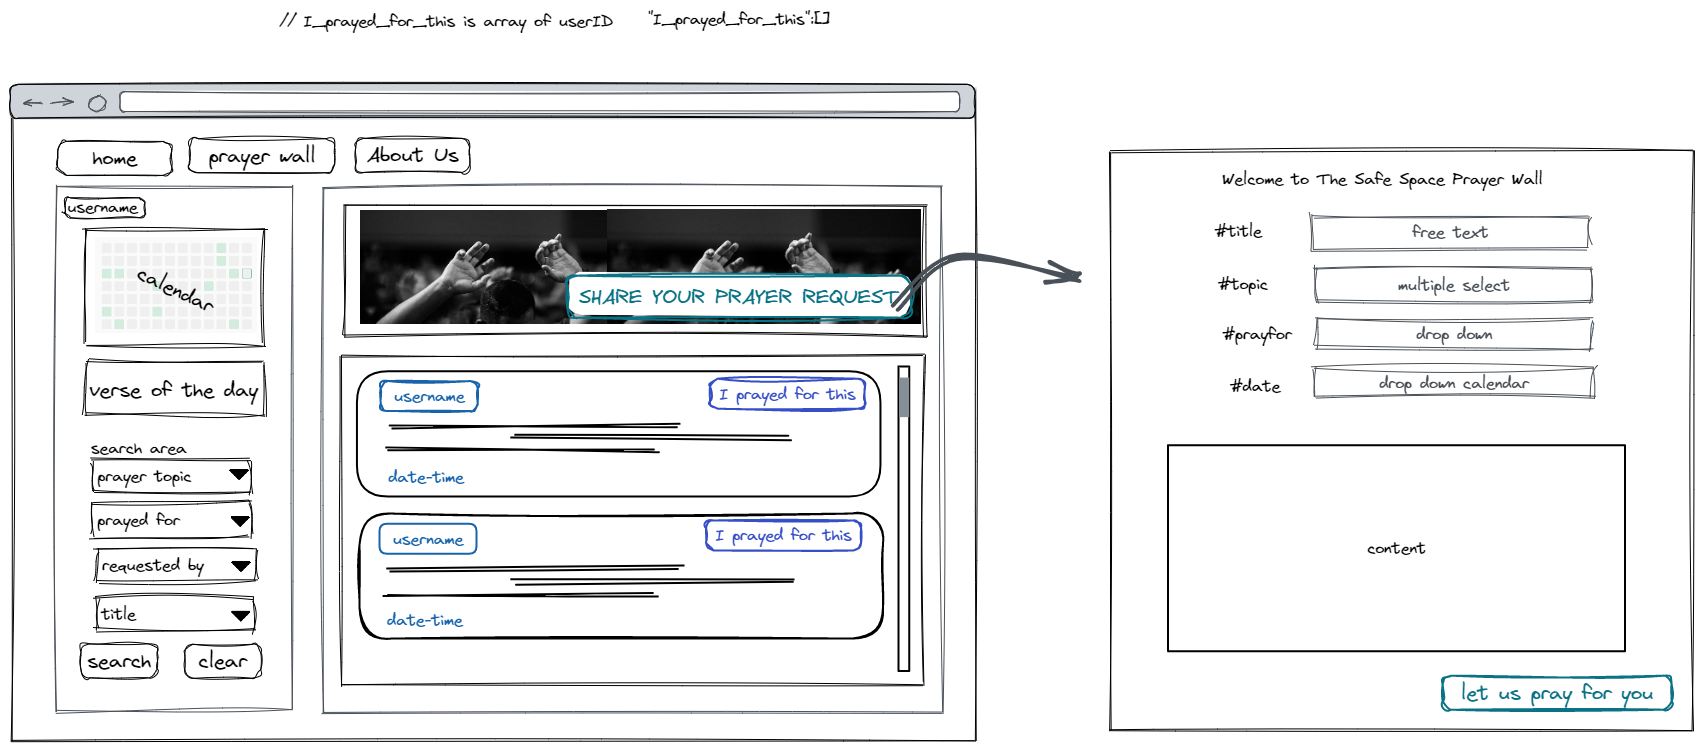 // I_prayed_for_this is array of userID
"I_prayed_for_this":[]
home
prayer wall
About Us
username
calendar
verse of the day
search area
prayer topic
prayed for
requested by
title
search
clear
SHARE YOUR PRAYER REQUEST
username
I prayed for this
date-time
username
I prayed for this
date-time
Welcome to The Safe Space Prayer Wall
#title
free text
#topic
multiple select
#prayfor
drop down
#date
drop down calendar
content
let us pray for you